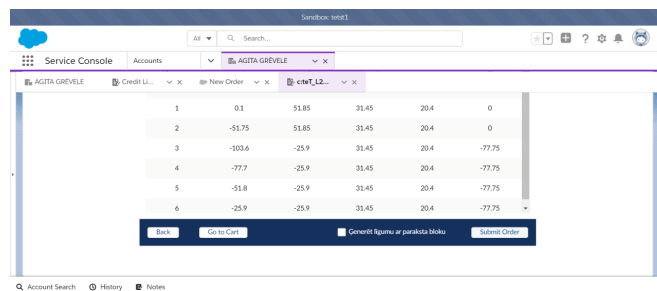 Sandbox: tetst1
All Search...
Service Console Accounts AGITA GRĒVELE
AGITA GRĒVELE Credit Li... New Order c:teT_L2...
1 0.1 51.85 31.45 20.4 0
2 -51.75 51.85 31.45 20.4 0
3 -103.6 -25.9 31.45 20.4 -77.75
4 -77.7 -25.9 31.45 20.4 -77.75
5 -51.8 -25.9 31.45 20.4 -77.75
6 -25.9 -25.9 31.45 20.4 -77.75
Back Go to Cart Ģenerēt līgumu ar paraksta bloku Submit Order
Account Search History Notes